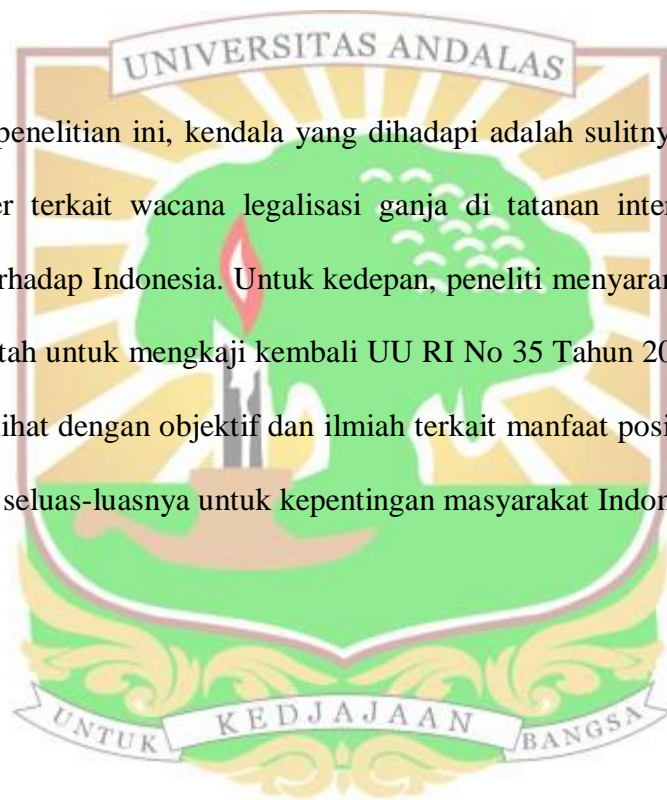 UNIVERSITAS ANDALAS
penelitian ini, kendala yang dihadapi adalah sulitny
er terkait wacana legalisasi ganja di tatanan inter
rhadap Indonesia. Untuk kedepan, peneliti menyaran
tah untuk mengkaji kembali UU RI No 35 Tahun 20
lihat dengan objektif dan ilmiah terkait manfaat posi
seluas-luasnya untuk kepentingan masyarakat Indon
UNTUK KEDJAJAAN BANGSA